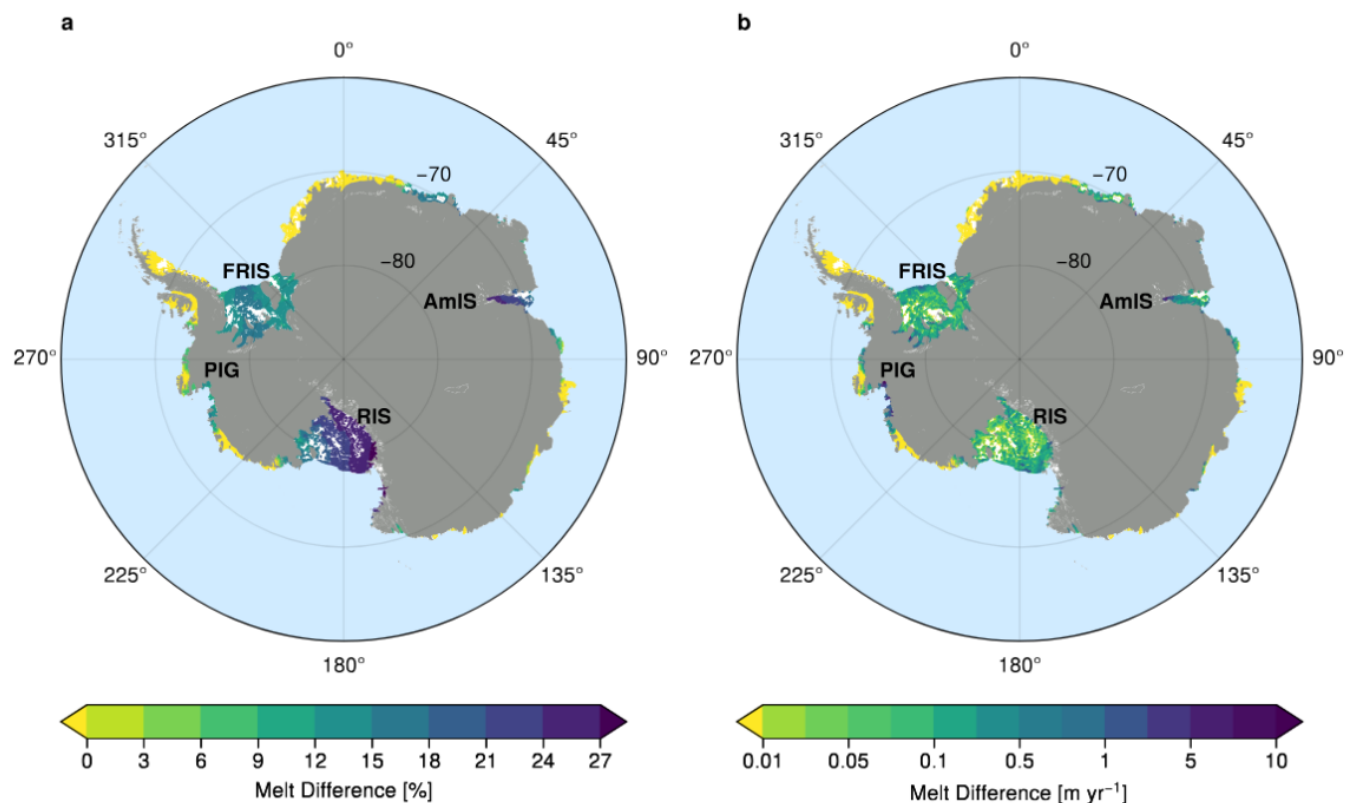 a
0°
315°
45°
−70
−80
FRIS
AmIS
270°
90°
PIG
RIS
225°
135°
180°
0 3 6 9 12 15 18 21 24 27
Melt Difference [%]
b
0°
315°
45°
−70
−80
FRIS
AmIS
270°
90°
PIG
RIS
225°
135°
180°
0.01 0.05 0.1 0.5 1 5 10
Melt Difference [m yr⁻¹]